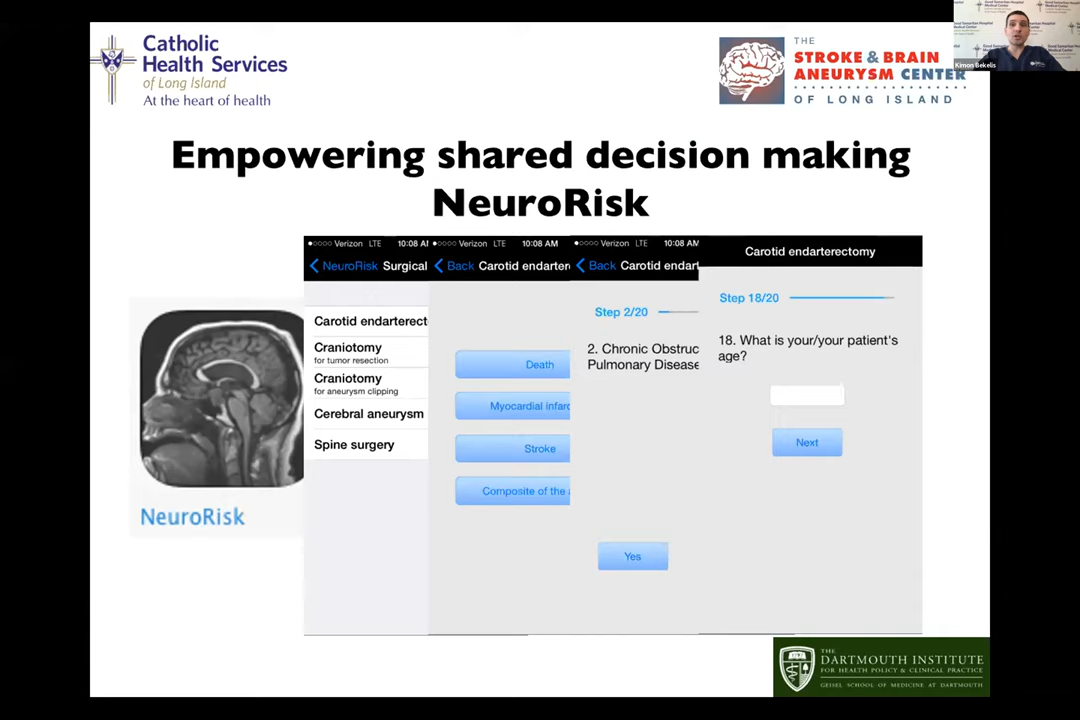 Catholic
Health Services
of Long Island
At the heart of health
THE
STROKE & BRAIN
ANEURYSM CENTER
OF LONG ISLAND
Kimon Bekelis
Empowering shared decision making
NeuroRisk
NeuroRisk
Verizon LTE 10:08 AM
NeuroRisk Surgical
Carotid endarterect
Craniotomy
for tumor resection
Craniotomy
for aneurysm clipping
Cerebral aneurysm
Spine surgery
Verizon LTE 10:08 AM
Back Carotid endarter
Death
Myocardial infarc
Stroke
Composite of the a
Verizon LTE 10:08 AM
Back Carotid endart
Step 2/20
2. Chronic Obstruc
Pulmonary Disease
Yes
Carotid endarterectomy
Step 18/20
18. What is your/your patient's
age?
Next
THE
DARTMOUTH INSTITUTE
FOR HEALTH POLICY & CLINICAL PRACTICE
GEISEL SCHOOL OF MEDICINE AT DARTMOUTH